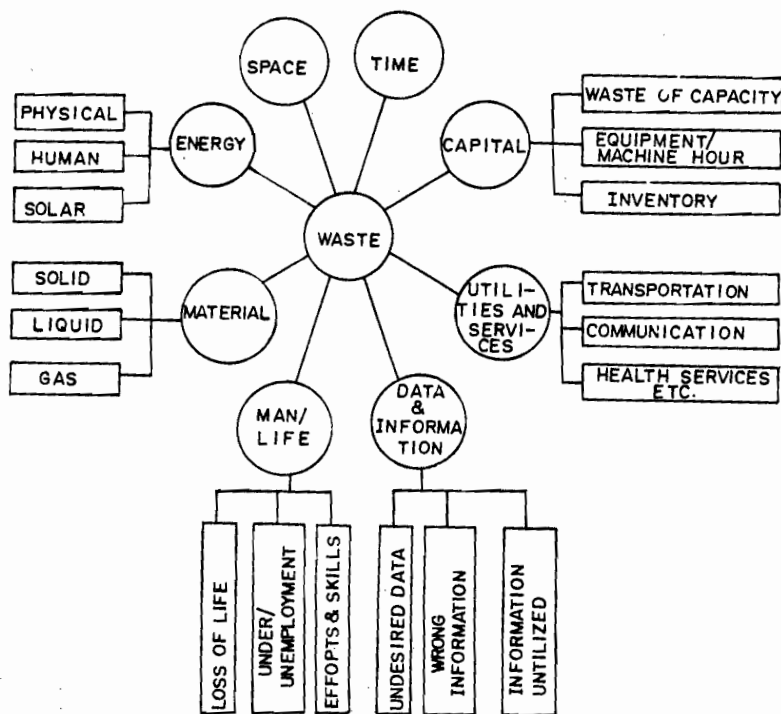 SPACE
TIME
PHYSICAL
HUMAN
SOLAR
ENERGY
CAPITAL
WASTE OF CAPACITY
EQUIPMENT/
MACHINE HOUR
INVENTORY
WASTE
SOLID
LIQUID
GAS
MATERIAL
UTILI-
TIES AND
SERVI-
CES
TRANSPORTATION
COMMUNICATION
HEALTH SERVICES
ETC.
MAN/
LIFE
DATA
&
INFORMA
TION
LOSS OF LIFE
UNDER/
UNEMPLOYMENT
EFFOPTS & SKILLS
UNDESIRED DATA
WRONG
INFORMATION
INFORMATION
UNTILIZED